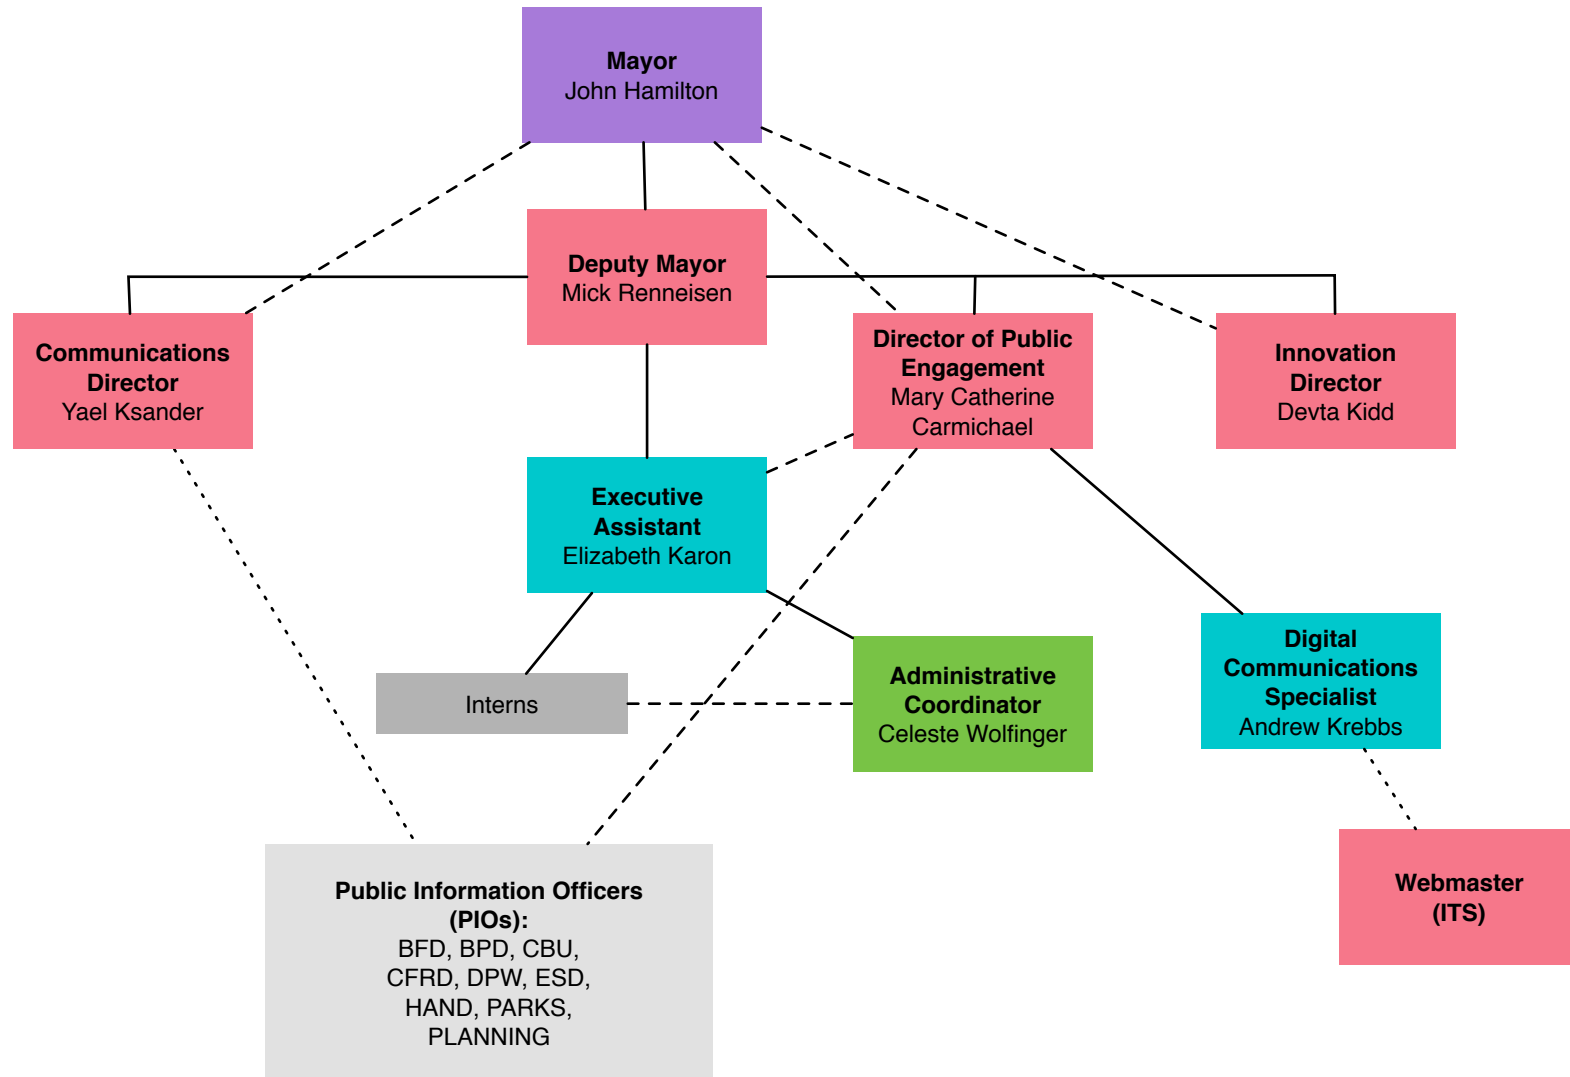 Mayor
John Hamilton
Deputy Mayor
Mick Renneisen
Communications
Director
Yael Ksander
Director of Public
Engagement
Mary Catherine
Carmichael
Innovation
Director
Devta Kidd
Executive
Assistant
Elizabeth Karon
Interns
Administrative
Coordinator
Celeste Wolfinger
Digital
Communications
Specialist
Andrew Krebbs
Public Information Officers
(PIOs):
BFD, BPD, CBU,
CFRD, DPW, ESD,
HAND, PARKS,
PLANNING
Webmaster
(ITS)